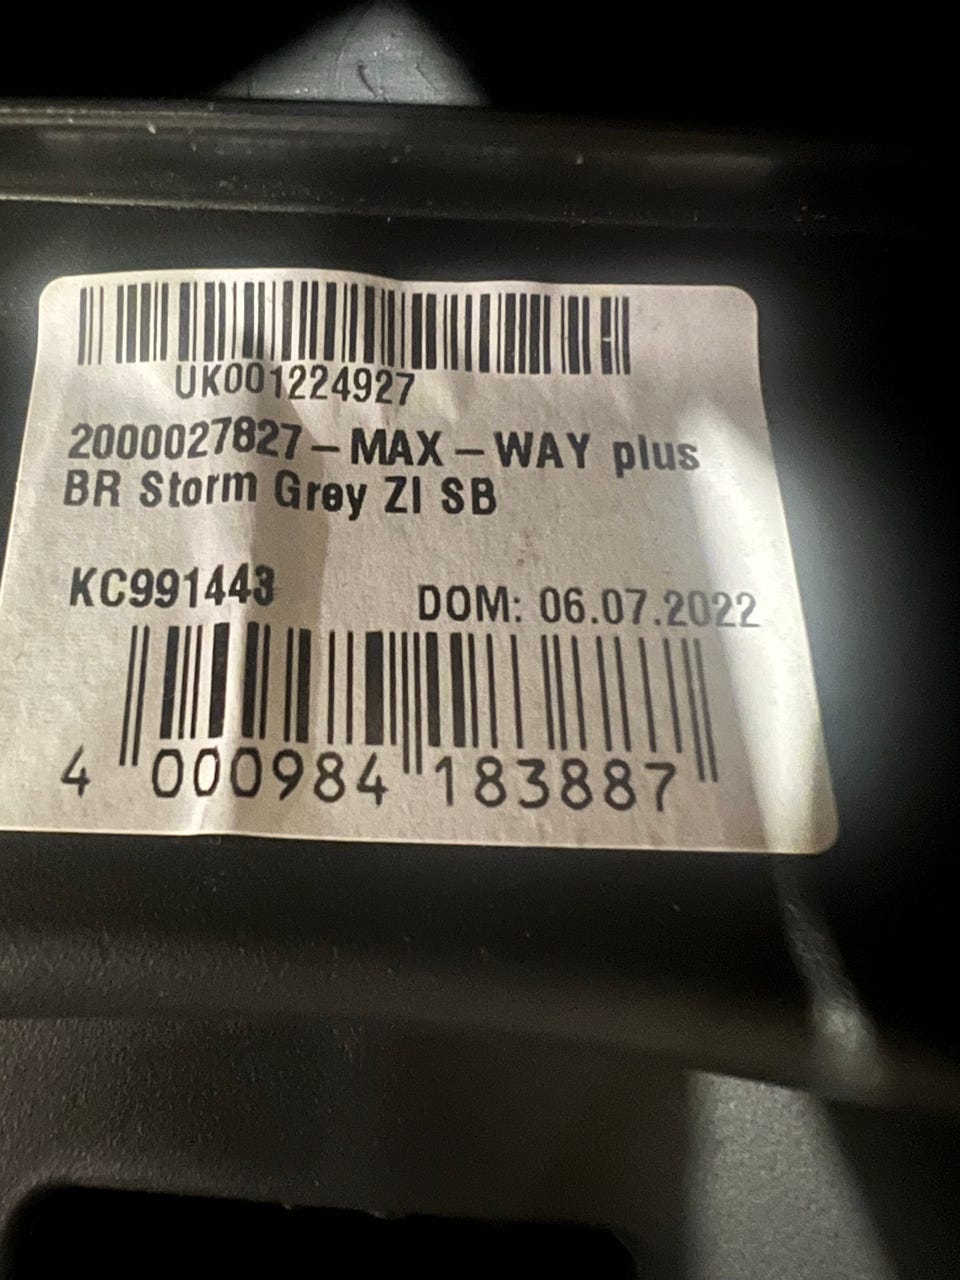 UK001224927
2000027827-MAX-WAY plus
BR Storm Grey ZI SB
KC991443
DOM: 06.07.2022
4 000984 183887